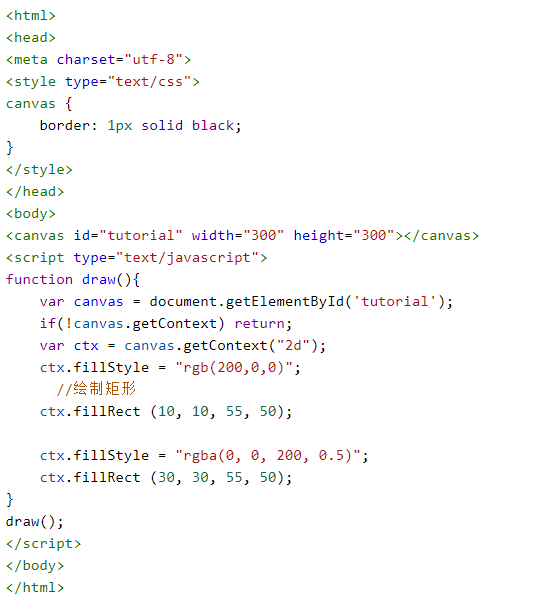 <html>
<head>
<meta charset="utf-8">
<style type="text/css">
canvas {
    border: 1px solid black;
}
</style>
</head>
<body>
<canvas id="tutorial" width="300" height="300"></canvas>
<script type="text/javascript">
function draw(){
    var canvas = document.getElementById('tutorial');
    if(!canvas.getContext) return;
    var ctx = canvas.getContext("2d");
    ctx.fillStyle = "rgb(200,0,0)";
      //绘制矩形
    ctx.fillRect (10, 10, 55, 50);

    ctx.fillStyle = "rgba(0, 0, 200, 0.5)";
    ctx.fillRect (30, 30, 55, 50);
}
draw();
</script>
</body>
</html>